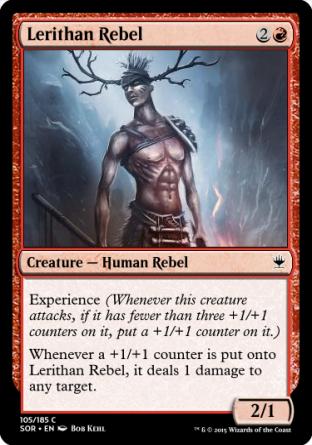 Lerithan Rebel 2
Creature — Human Rebel
Experience (Whenever this creature
attacks, if it has fewer than three +1/+1
counters on it, put a +1/+1 counter on it.)
Whenever a +1/+1 counter is put onto
Lerithan Rebel, it deals 1 damage to
any target.
2/1
105/185 C
SOR • EN Bob Kehl
™ & © 2015 Wizards of the Coast